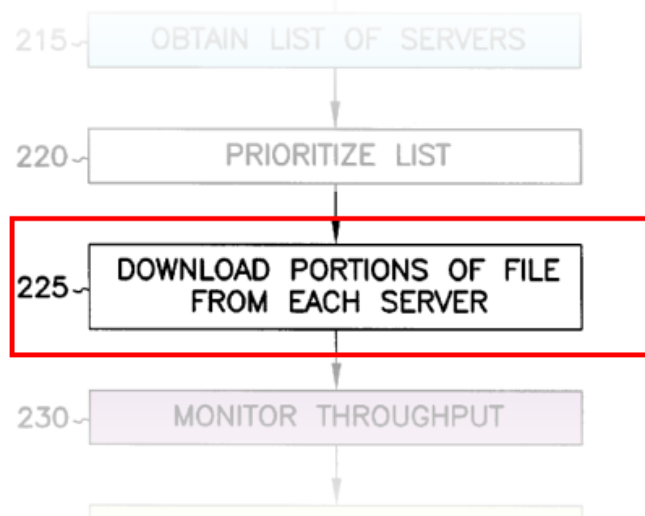 215 OBTAIN LIST OF SERVERS
220 PRIORITIZE LIST
225 DOWNLOAD PORTIONS OF FILE
FROM EACH SERVER
230 MONITOR THROUGHPUT